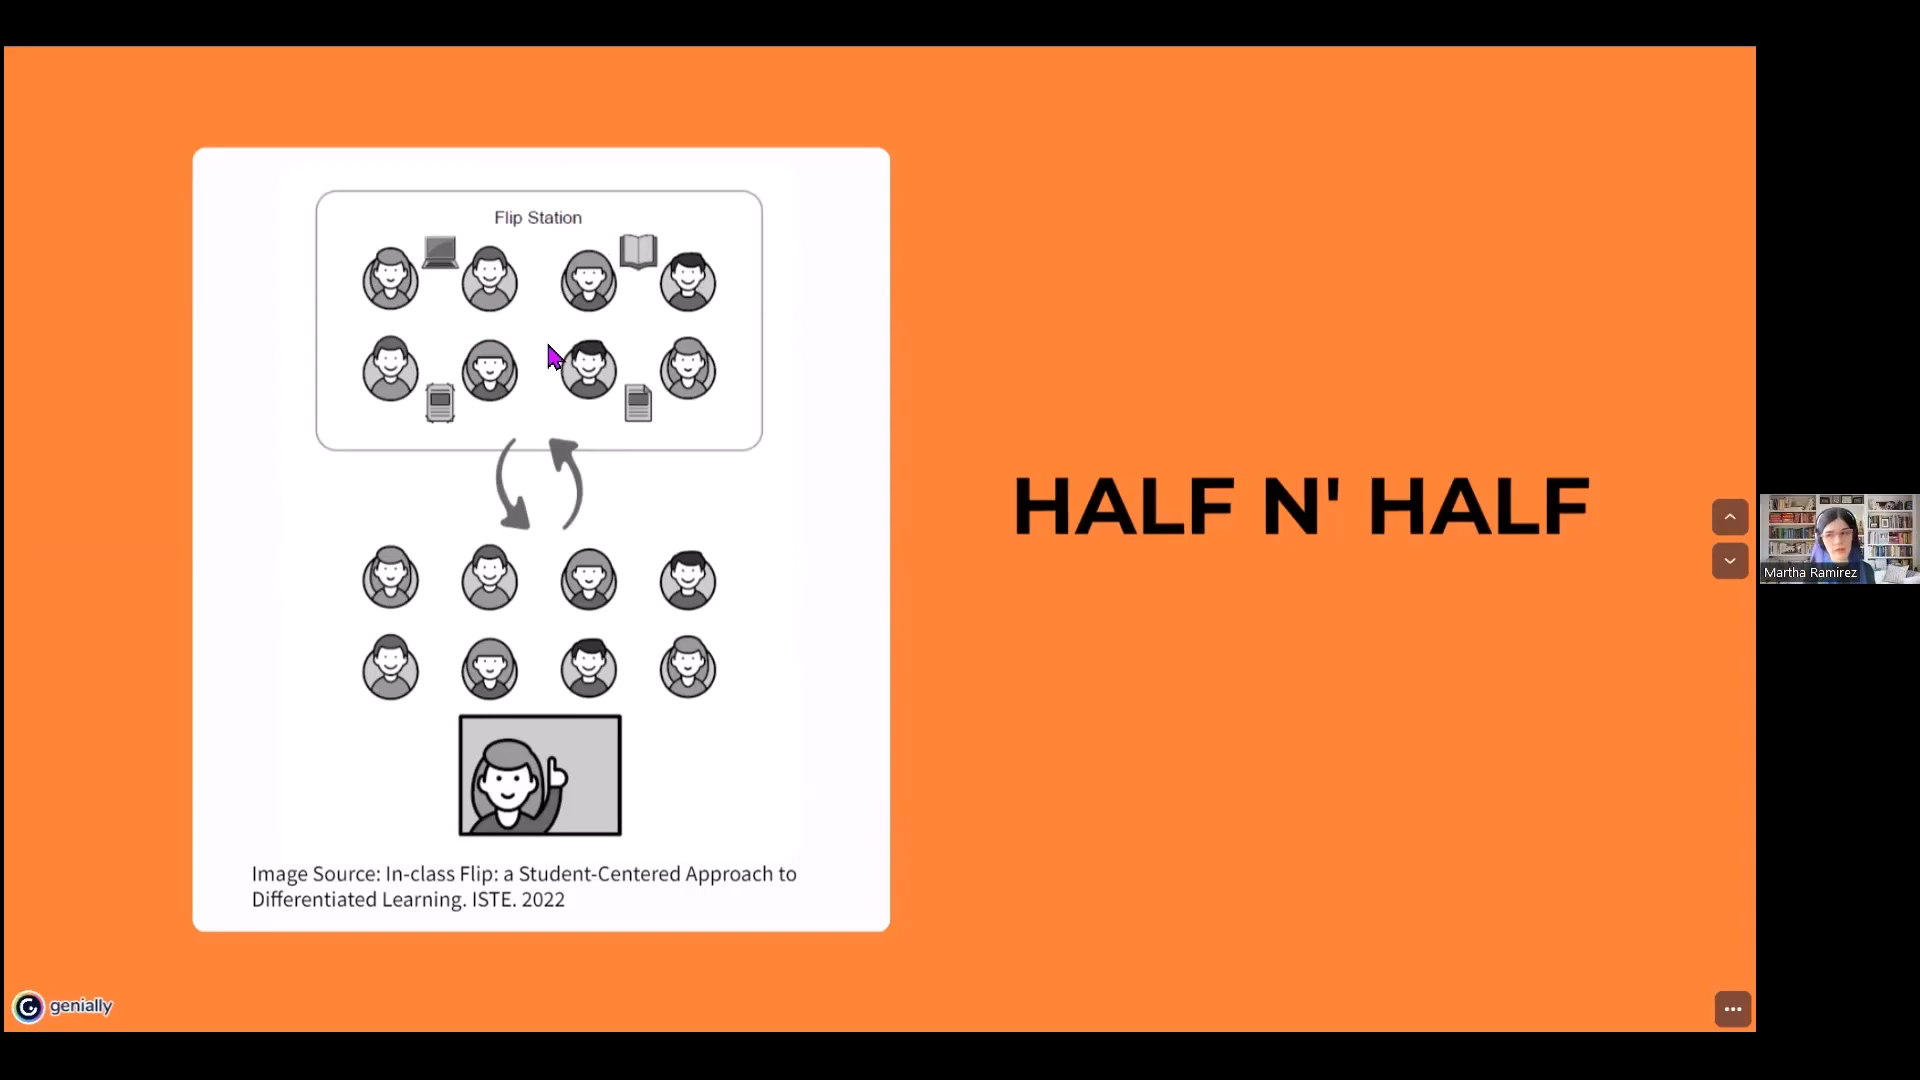 Flip Station
HALF N' HALF
Martha Ramirez
Image Source: In-class Flip: a Student-Centered Approach to
Differentiated Learning. ISTE. 2022
genially